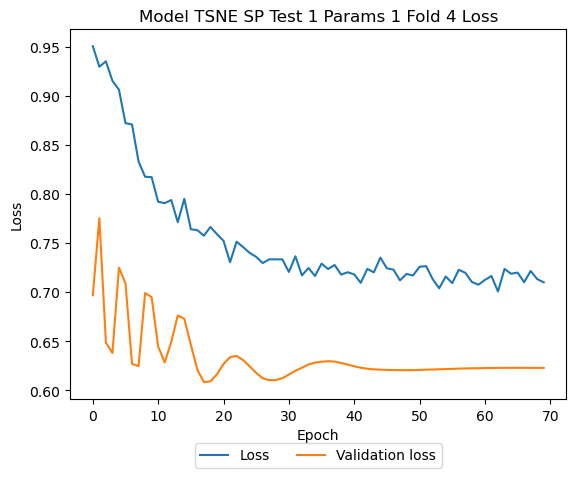 Model TSNE SP Test 1 Params 1 Fold 4 Loss
0.95
0.90
0.85
0.80
0.75
0.70
0.65
0.60
Loss
0 10 20 30 40 50 60 70
Epoch
Loss Validation loss